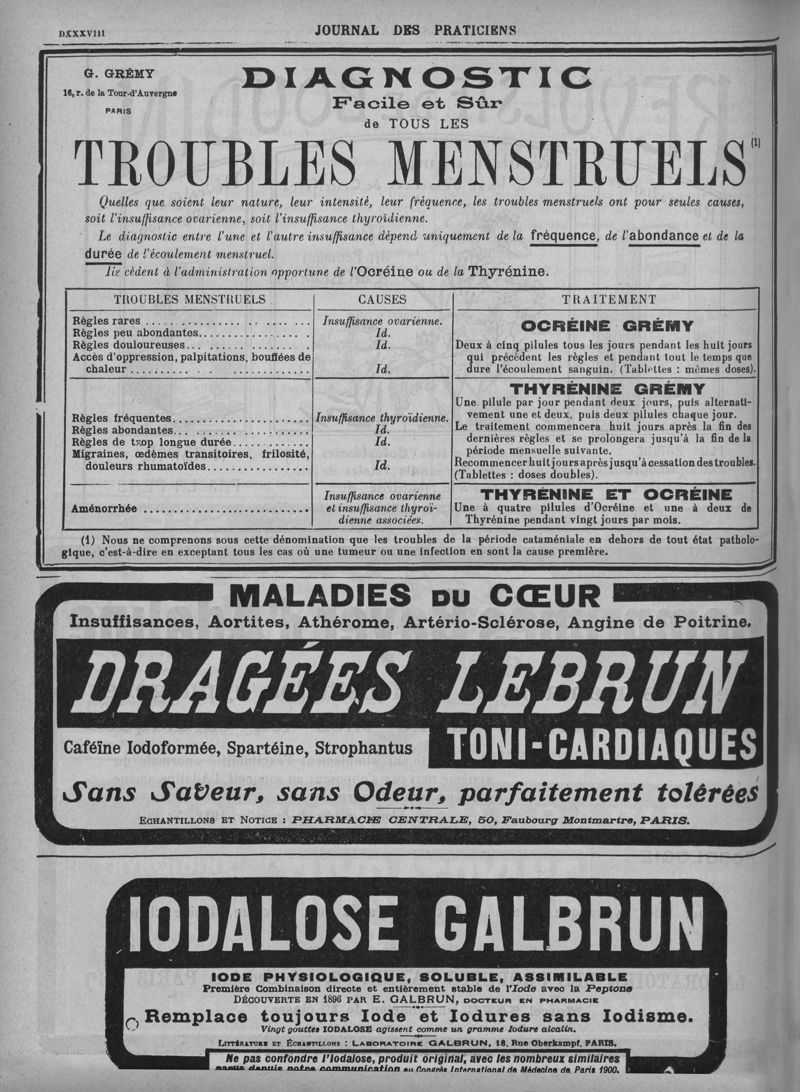 DXXXVIII
JOURNAL DES PRATICIENS
G. GRÉMY
16, r. de la Tour-d'Auvergne
PARIS
DIAGNOSTIC
Facile et Sûr
de TOUS LES
TROUBLES MENSTRUELS (1)
Quelles que soient leur nature, leur intensité, leur fréquence, les troubles menstruels ont pour seules causes,
soit l'insuffisance ovarienne, soit l'insuffisance thyroïdienne.
Le diagnostic entre l'une et l'autre insuffisance dépend uniquement de la fréquence, de l'abondance et de la
durée de l'écoulement menstruel.
Ils cèdent à l'administration opportune de l'Ocréine ou de la Thyrénine.
TROUBLES MENSTRUELS
CAUSES
TRAITEMENT
Règles rares
Insuffisance ovarienne.
Règles peu abondantes
Id.
Règles douloureuses
Id.
Accès d'oppression, palpitations, bouffées de
chaleur
Id.
OCRÉINE GRÉMY
Deux à cinq pilules tous les jours pendant les huit jours
qui précèdent les règles et pendant tout le temps que
dure l'écoulement sanguin. (Tablettes : mêmes doses).
Règles fréquentes
Insuffisance thyroïdienne.
Règles abondantes
Id.
Règles de trop longue durée
Id.
Migraines, œdèmes transitoires, frilosité,
douleurs rhumatoïdes
Id.
THYRÉNINE GRÉMY
Une pilule par jour pendant deux jours, puis alternati-
vement une et deux, puis deux pilules chaque jour.
Le traitement commencera huit jours après la fin des
dernières règles et se prolongera jusqu'à la fin de la
période mensuelle suivante.
Recommencer huit jours après jusqu'à cessation des troubles.
(Tablettes : doses doubles).
Aménorrhée
Insuffisance ovarienne
et insuffisance thyroï-
dienne associées.
THYRÉNINE ET OCRÉINE
Une à quatre pilules d'Ocréine et une à deux de
Thyrénine pendant vingt jours par mois.
(1) Nous ne comprenons sous cette dénomination que les troubles de la période cataméniale en dehors de tout état patholo-
gique, c'est-à-dire en exceptant tous les cas où une tumeur ou une infection en sont la cause première.
MALADIES DU CŒUR
Insuffisances, Aortites, Athérome, Artério-Sclérose, Angine de Poitrine.
DRAGÉES LEBRUN
Caféïne Iodoformée, Spartéine, Strophantus
TONI-CARDIAQUES
Sans Saveur, sans Odeur, parfaitement tolérées
ECHANTILLONS ET NOTICE : PHARMACIE CENTRALE, 50, Faubourg Montmartre, PARIS.
IODALOSE GALBRUN
IODE PHYSIOLOGIQUE, SOLUBLE, ASSIMILABLE
Première Combinaison directe et entièrement stable de l'Iode avec la Peptone
DÉCOUVERTE EN 1896 PAR E. GALBRUN, DOCTEUR EN PHARMACIE
Remplace toujours Iode et Iodures sans Iodisme.
Vingt gouttes IODALOSE agissent comme un gramme Iodure alcalin.
LITTÉRATURE ET ÉCHANTILLONS : LABORATOIRE GALBRUN, 18, Rue Oberkampf, PARIS.
Ne pas confondre l'Iodalose, produit original, avec les nombreux similaires
parus depuis notre communication au Congrès International de Médecine de Paris 1900.